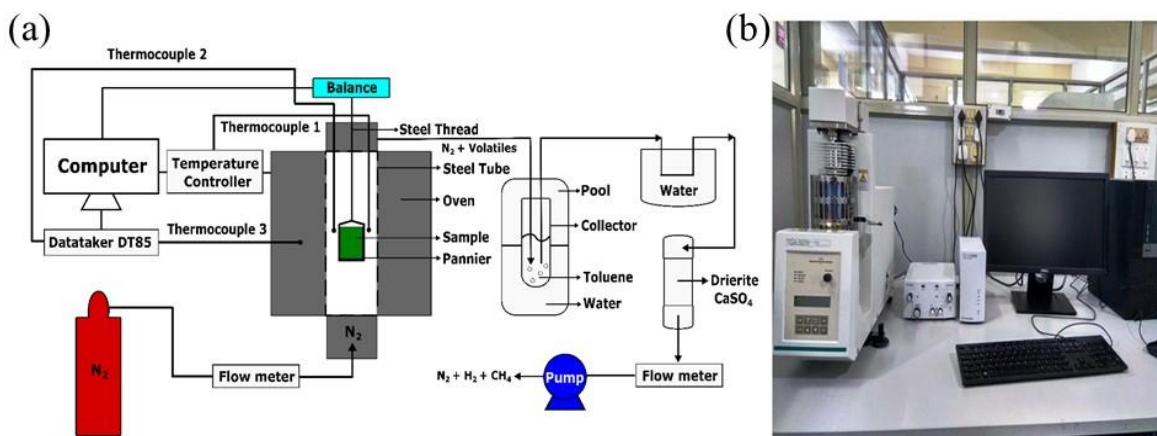 (a)
Thermocouple 2
Balance
Thermocouple 1
Steel Thread
N₂ + Volatiles
Computer
Temperature
Controller
Steel Tube
Oven
Pool
Water
Collector
Datataker DT85
Thermocouple 3
Sample
Pannier
Toluene
Water
Drierite
CaSO₄
N₂
N₂
Flow meter
N₂ + H₂ + CH₄
Pump
Flow meter
(b)